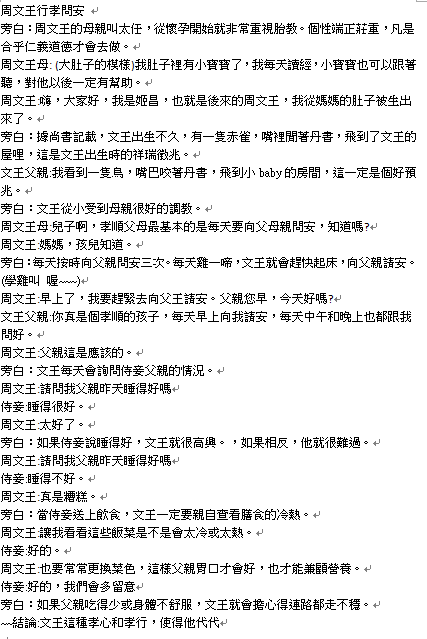 周文王行孝問安
旁白：周文王的母親叫太任，從懷孕開始就非常重視胎教。個性端正莊重，凡是
合乎仁義道德才會去做。
周文王母: (大肚子的模樣)我肚子裡有小寶寶了，我每天讀經，小寶寶也可以跟著
聽，對他以後一定有幫助。
周文王:嗨，大家好，我是姬昌，也就是後來的周文王，我從媽媽的肚子被生出
來了。
旁白：據尚書記載，文王出生不久，有一隻赤雀，嘴裡閒著丹書，飛到了文王的
屋哩，這是文王出生時的祥瑞徵兆。
文王父親:我看到一隻鳥，嘴巴咬著丹書，飛到小 baby 的房間，這一定是個好預
兆。
旁白：文王從小受到母親很好的調教。
周文王母:兒子啊，孝順父母最基本的是每天要向父母親問安，知道嗎?
周文王:媽媽，孩兒知道。
旁白:每天按時向父親問安三次。每天雞一啼，文王就會趕快起床，向父親請安。
(學雞叫 喔~~~)
周文王:早上了，我要趕緊去向父王請安。父親您早，今天好嗎?
文王父親:你真是個孝順的孩子，每天早上向我請安，每天中午和晚上也都跟我
問好。
周文王:父親這是應該的。
旁白：文王每天會詢問侍妾父親的情況。
周文王:請問我父親昨天睡得好嗎
侍妾:睡得很好。
周文王:太好了。
旁白：如果侍妾說睡得好，文王就很高興。，如果相反，他就很難過。
周文王:請問我父親昨天睡得好嗎
侍妾:睡得不好。
周文王:真是糟糕。
旁白：當侍妾送上飲食，文王一定要親自查看膳食的冷熱。
周文王:讓我看看這些飯菜是不是會太冷或太熱。
侍妾:好的。
周文王:也要常常更換菜色，這樣父親胃口才會好，也才能兼顧營養。
侍妾:好的，我們會多留意
旁白：如果父親吃得少或身體不舒服，文王就會擔心得連路都走不穩。
~~結論:文王這種孝心和孝行，使得他代代